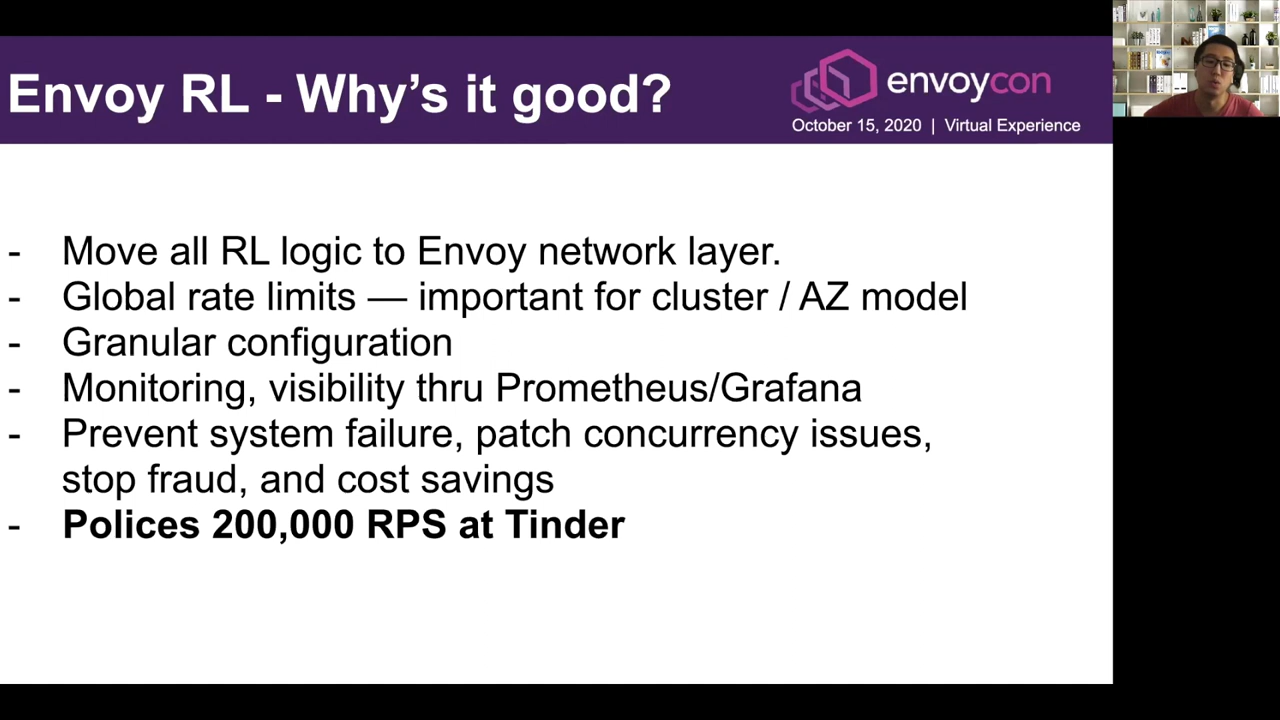 Envoy RL - Why's it good?
envoycon
October 15, 2020 | Virtual Experience
- Move all RL logic to Envoy network layer.
- Global rate limits — important for cluster / AZ model
- Granular configuration
- Monitoring, visibility thru Prometheus/Grafana
- Prevent system failure, patch concurrency issues,
stop fraud, and cost savings
- Polices 200,000 RPS at Tinder